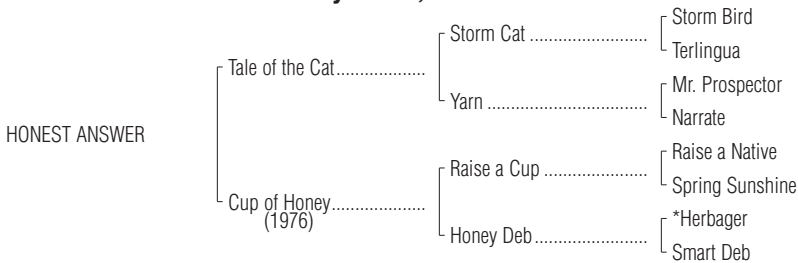 Storm Bird
Storm Cat ..............................
Terlingua
Tale of the Cat...................
Mr. Prospector
Yarn ......................................
Narrate
HONEST ANSWER
Raise a Native
Raise a Cup ........................
Spring Sunshine
Cup of Honey....................
(1976)
*Herbager
Honey Deb ..........................
Smart Deb